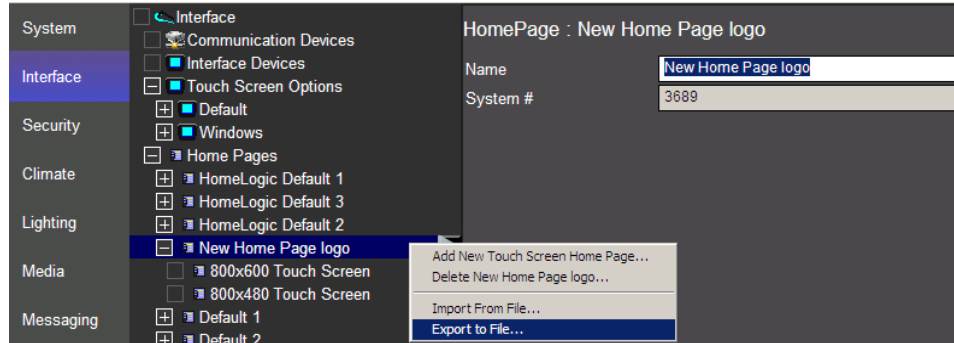 System
Interface
Security
Climate
Lighting
Media
Messaging
Interface
Communication Devices
Interface Devices
Touch Screen Options
Default
Windows
Home Pages
HomeLogic Default 1
HomeLogic Default 3
HomeLogic Default 2
New Home Page logo
800x600 Touch Screen
800x480 Touch Screen
Default 1
Default 2
Add New Touch Screen Home Page...
Delete New Home Page logo...
Import From File...
Export to File...
HomePage : New Home Page logo
Name New Home Page logo
System # 3689